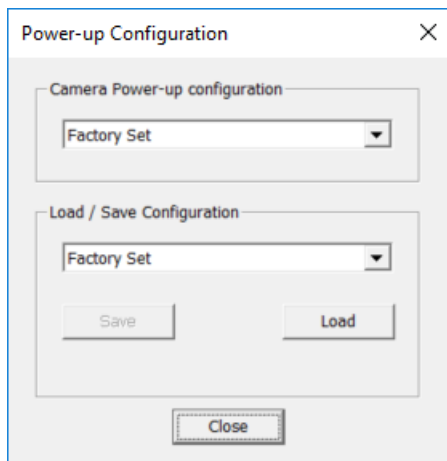 Power-up Configuration
Camera Power-up configuration
Factory Set
Load / Save Configuration
Factory Set
Save Load
Close